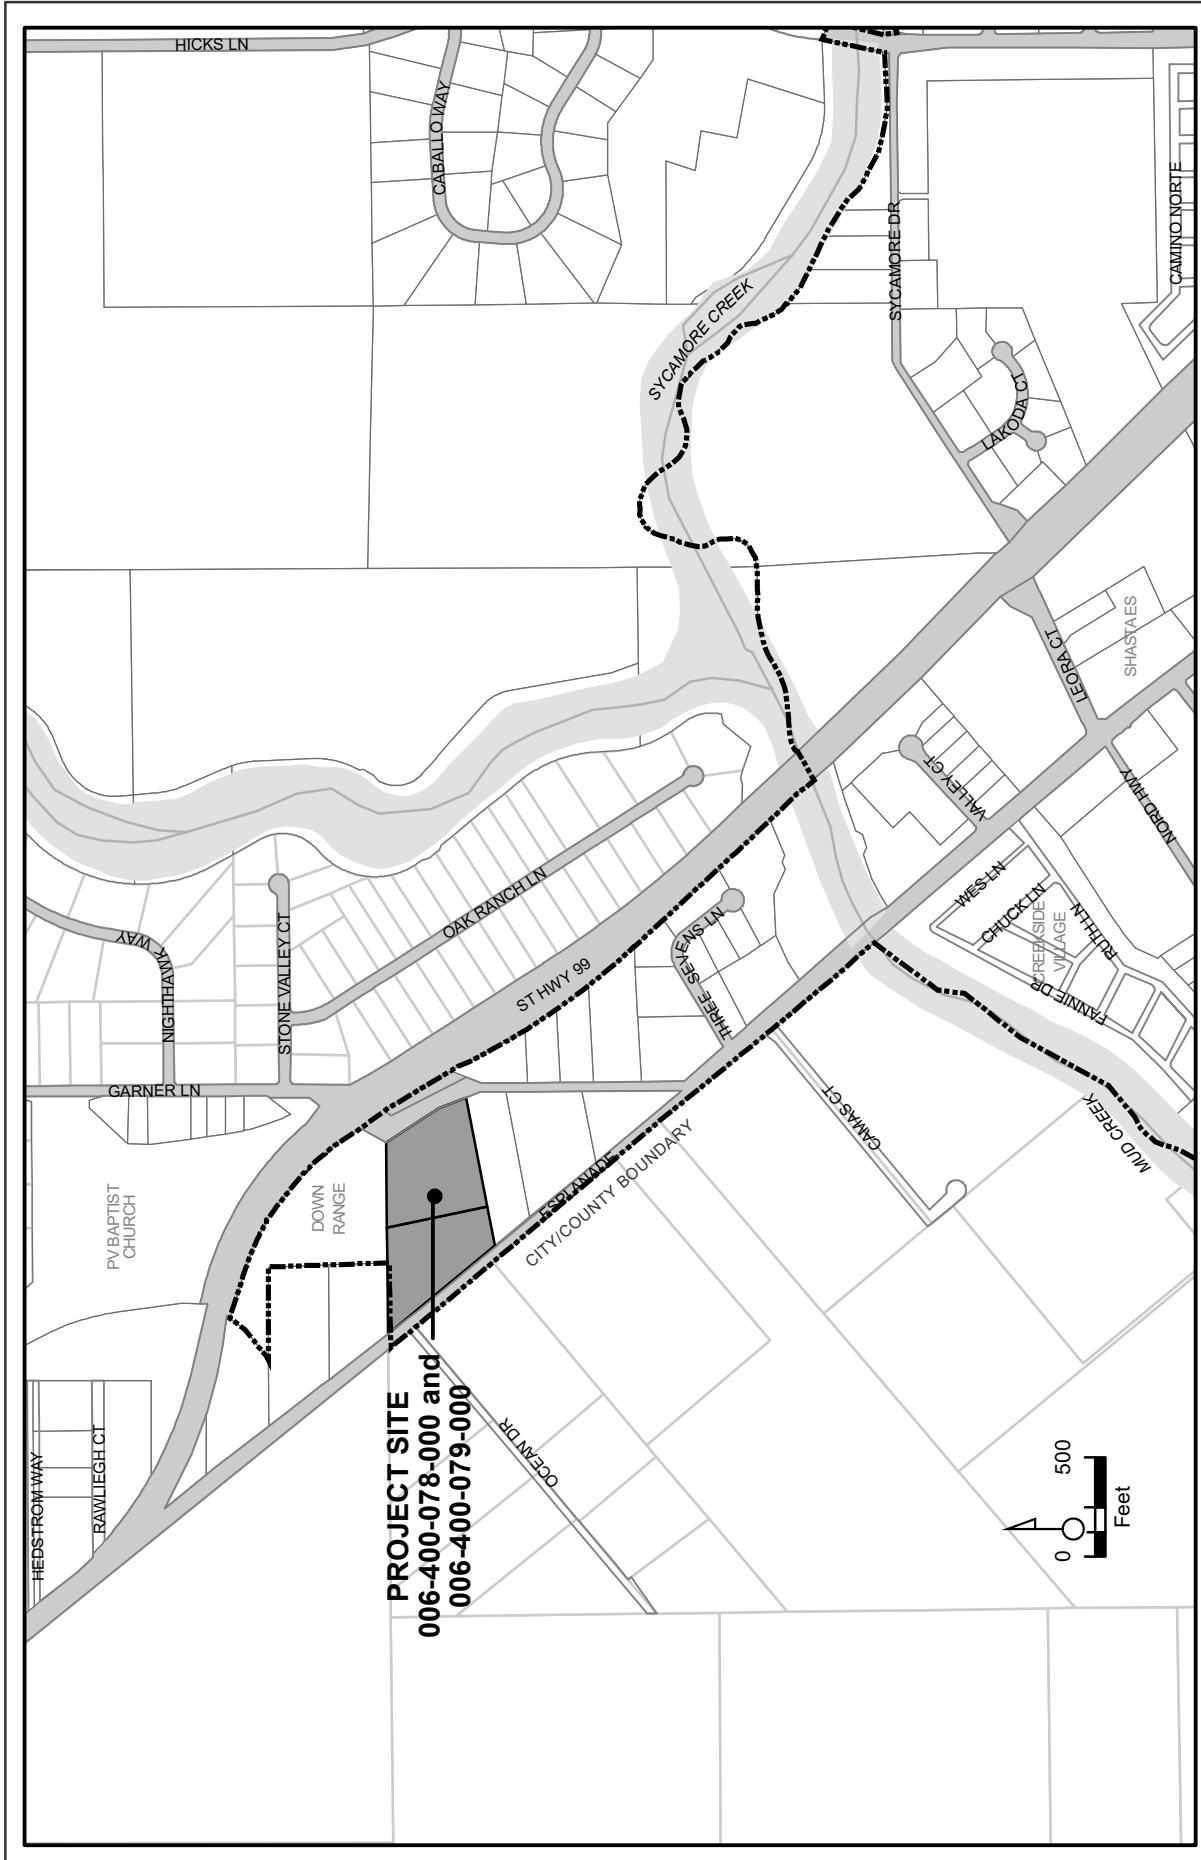 HICKS LN
CABALLO WAY
SYCAMORE CREEK
SYCAMORE DR
CAMINO NORTE
LAKODA CT
LEORA CT
SHASTA ES
VALLEY CT
NORD HWY
WES LN
CHUCK LN
CREEKSIDE
VILLAGE
RUTH LN
FANNIE DR
OAK RANCH LN
NIGHTHAWK WAY
STONE VALLEY CT
ST HWY 99
THREE SEVENS LN
GARNER LN
CAMAS CT
MUD CREEK
ESPLANADE
CITY/COUNTY BOUNDARY
PV BAPTIST
CHURCH
DOWN
RANGE
HEDSTROM WAY
RAWLIEGH CT
OCEAN DR
PROJECT SITE
006-400-078-000 and
006-400-079-000
0 500
Feet